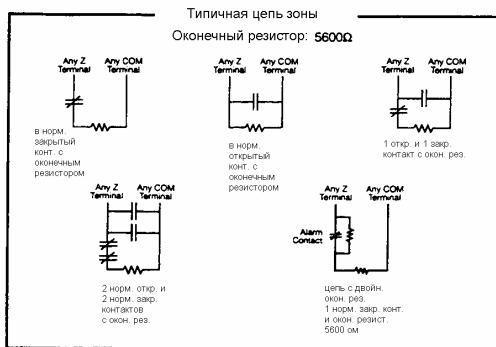 Типичная цепь зоны
Оконечный резистор: 5600Ω
Any Z
Terminal
Any COM
Terminal
в норм.
закрытый
конт. с
оконечным
резистором
Any Z
Terminal
Any COM
Terminal
в норм.
открытый
конт. с
оконечным
резистором
Any Z
Terminal
Any COM
Terminal
1 откр. и 1 закр.
контакт с окон. рез.
Any Z
Terminal
Any COM
Terminal
2 норм. откр. и
2 норм. закр.
контактов
с окон. рез.
Any Z
Terminal
Any COM
Terminal
Alarm
Contact
цепь с двойн.
окон. рез.
1 норм. закр. конт.
и окон. резист.
5600 ом